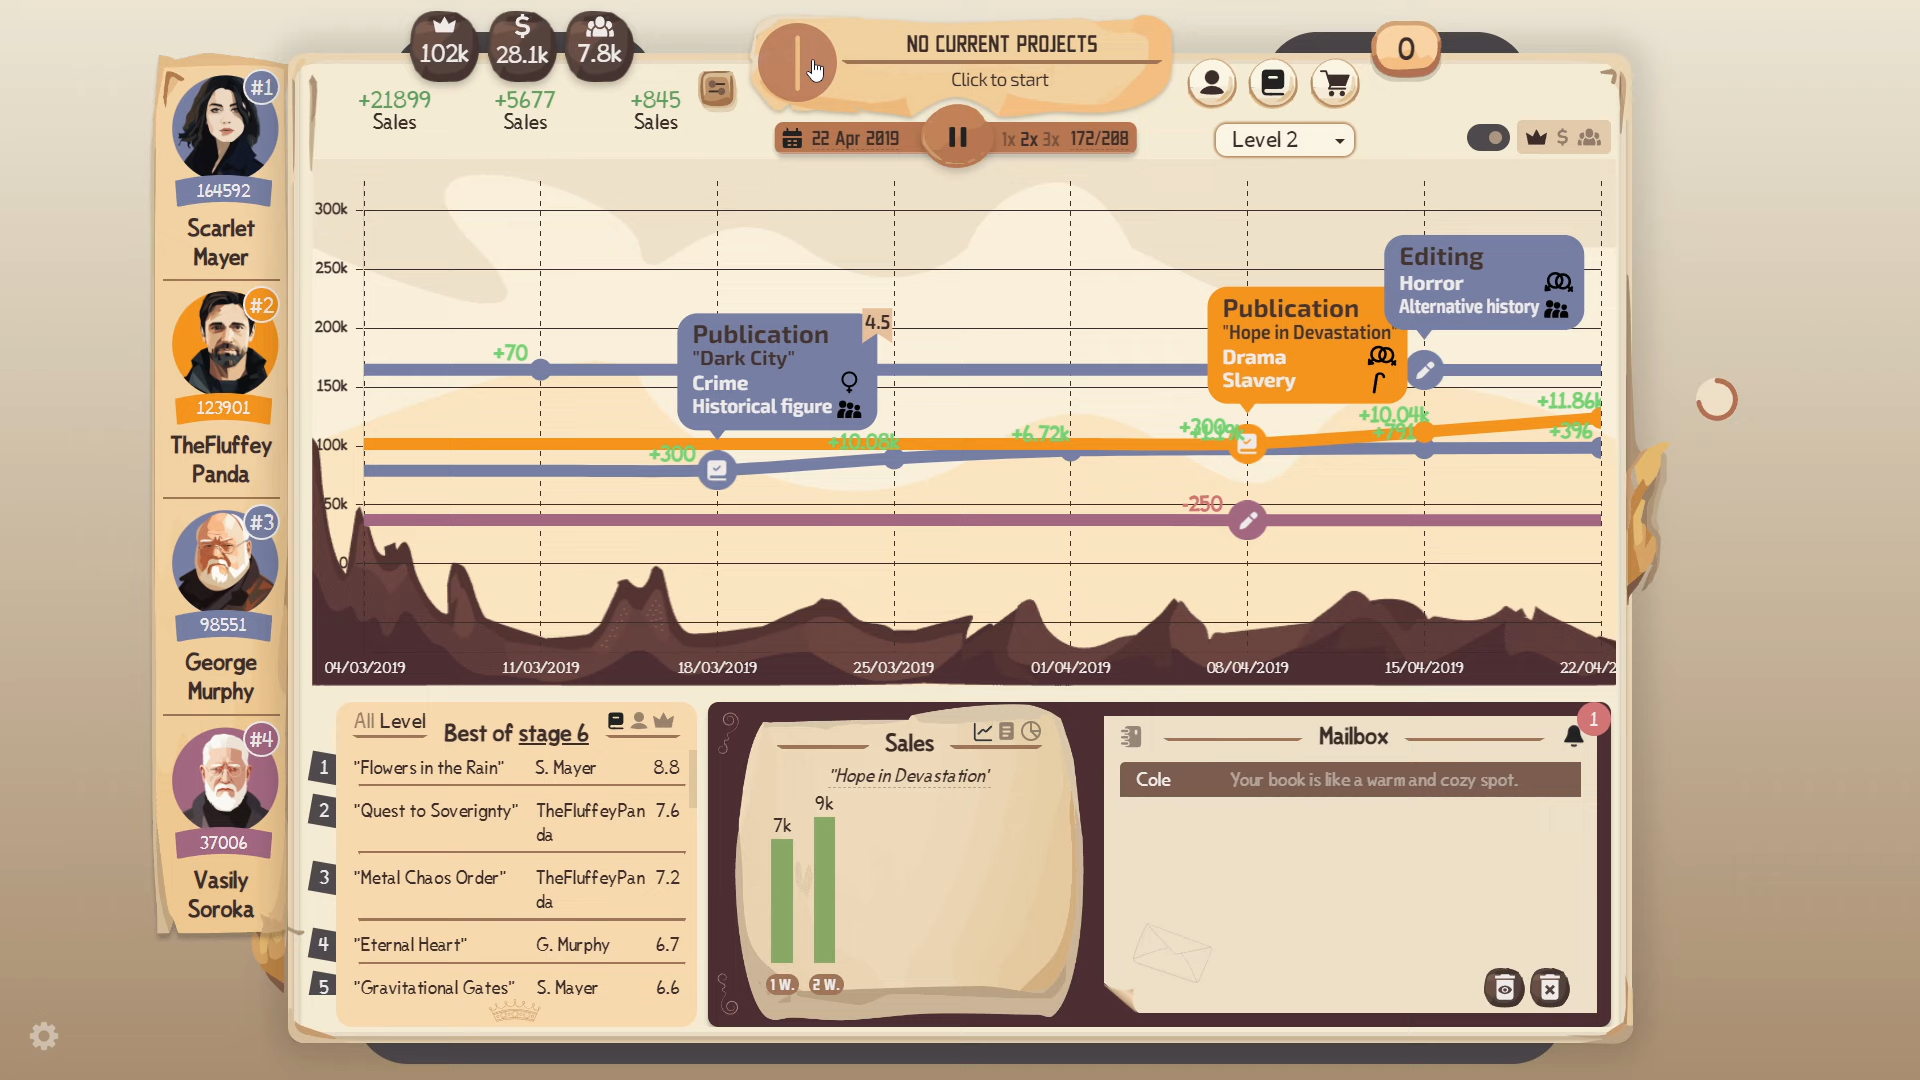 102k
28.1k
7.8k
+21899
Sales
+5677
Sales
+845
Sales
NO CURRENT PROJECTS
Click to start
0
22 Apr 2019
1x 2x 3x 172/208
Level 2
$
#1
164592
Scarlet
Mayer
#2
123901
TheFluffey
Panda
#3
98551
George
Murphy
#4
37006
Vasily
Soroka
300k
250k
200k
150k
100k
50k
0
+70
Publication
"Dark City"
Crime
Historical figure
4.5
Publication
"Hope in Devastation"
Drama
Slavery
Editing
Horror
Alternative history
+300
+10.08k
+6.72k
+300
-250
+10.04k
+791
+11.86k
+396
04/03/2019
11/03/2019
18/03/2019
25/03/2019
01/04/2019
08/04/2019
15/04/2019
22/04/2
All Level
Best of stage 6
1 "Flowers in the Rain" S. Mayer 8.8
2 "Quest to Soverignty" TheFluffeyPan 7.6
da
3 "Metal Chaos Order" TheFluffeyPan 7.2
da
4 "Eternal Heart" G. Murphy 6.7
5 "Gravitational Gates" S. Mayer 6.6
Sales
"Hope in Devastation'
7k
9k
1 W.
2 W.
Mailbox
1
Cole Your book is like a warm and cozy spot.